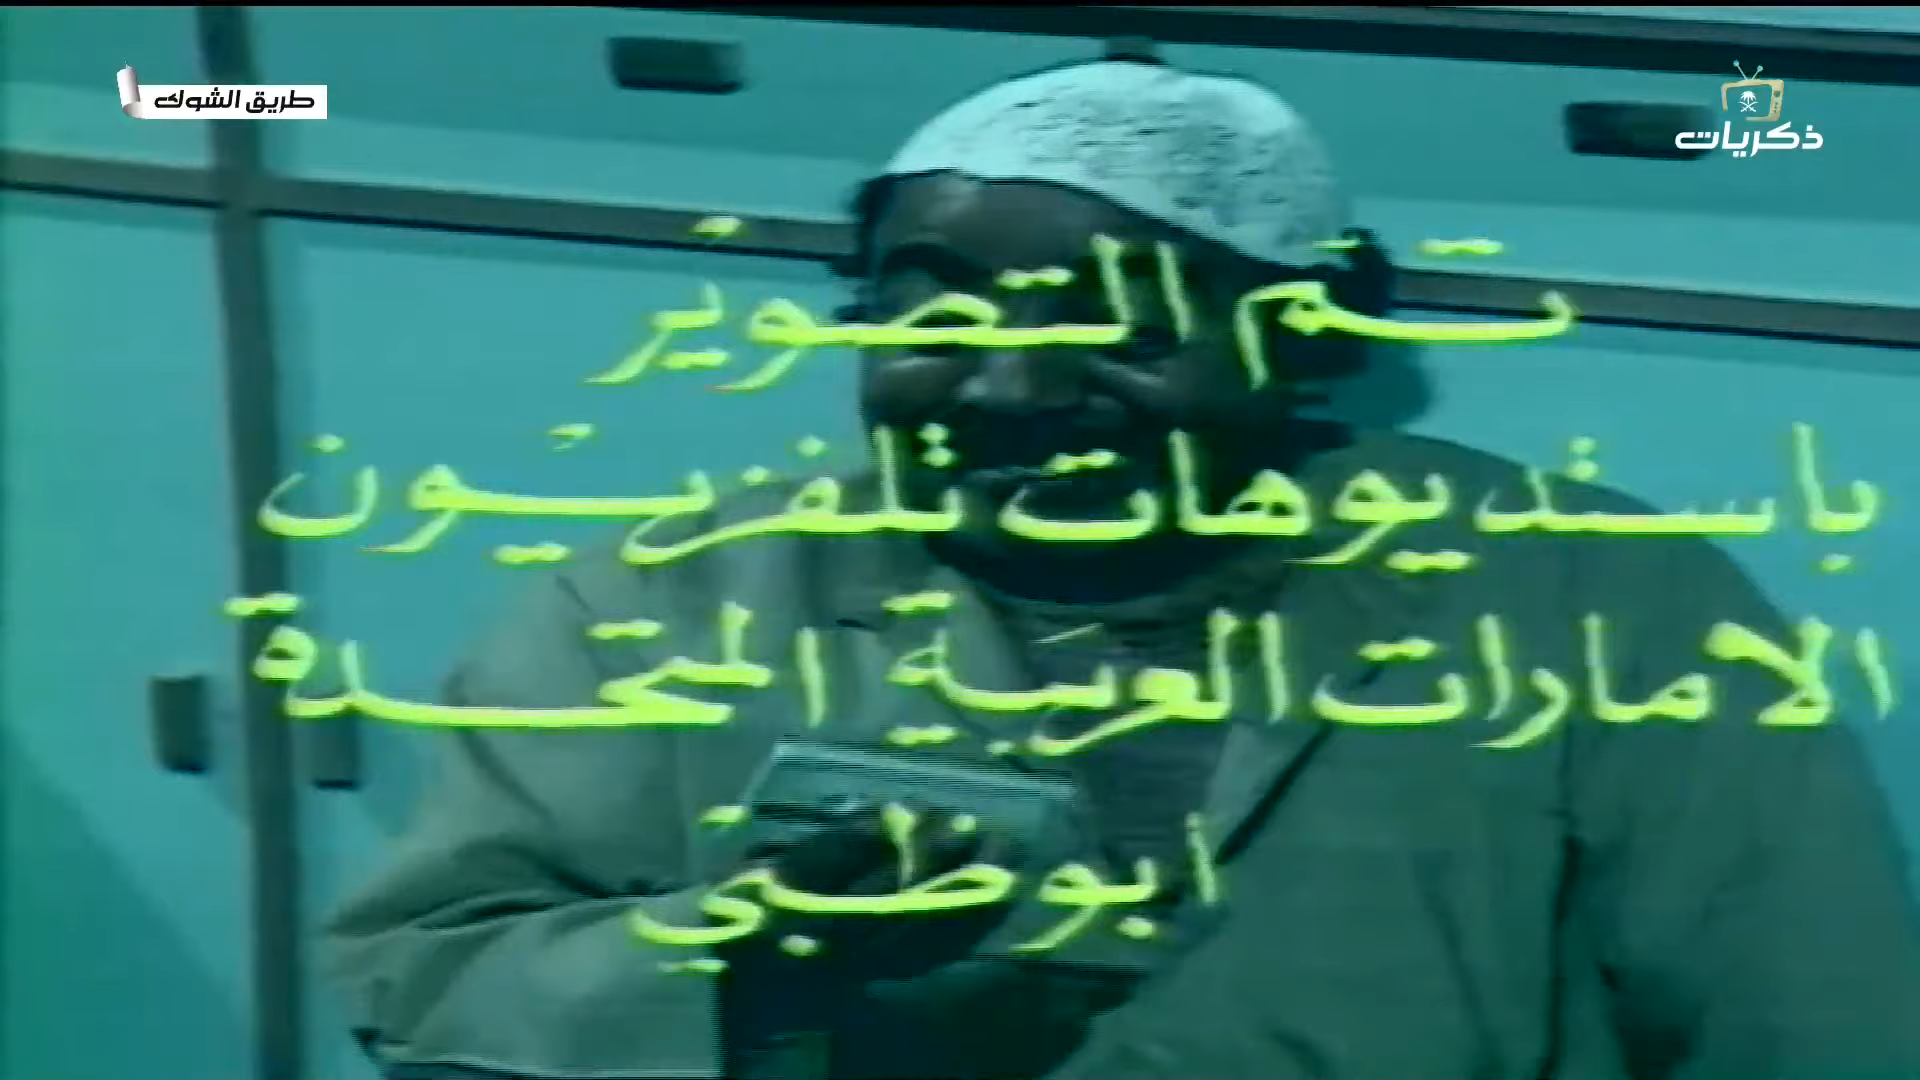 طريق الشوك
ذكريات
تم التصوير
باستديوهات تلفزيون
الامارات العربية المتحدة
ابوظبي